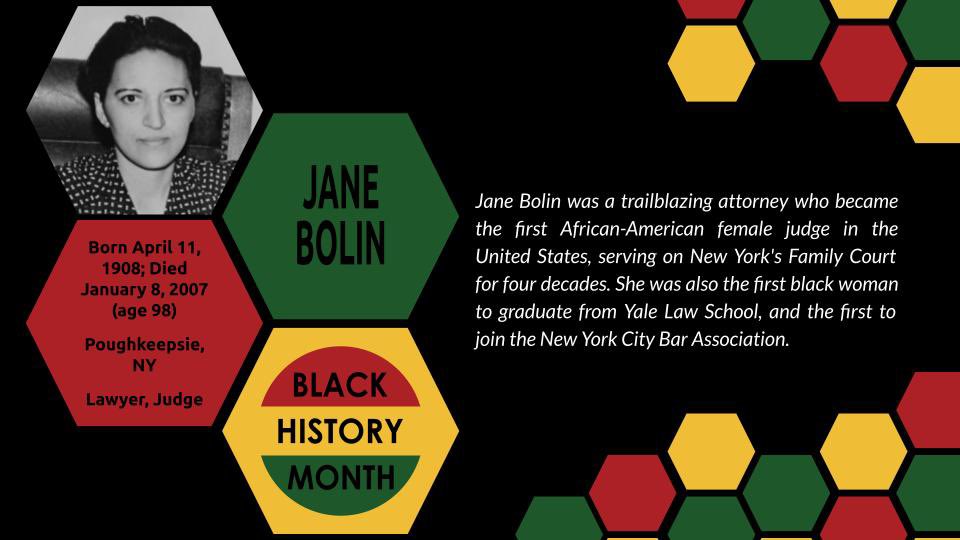 JANE
BOLIN
Born April 11,
1908; Died
January 8, 2007
(age 98)
Poughkeepsie,
NY
Lawyer, Judge
BLACK
HISTORY
MONTH
Jane Bolin was a trailblazing attorney who became
the first African-American female judge in the
United States, serving on New York's Family Court
for four decades. She was also the first black woman
to graduate from Yale Law School, and the first to
join the New York City Bar Association.